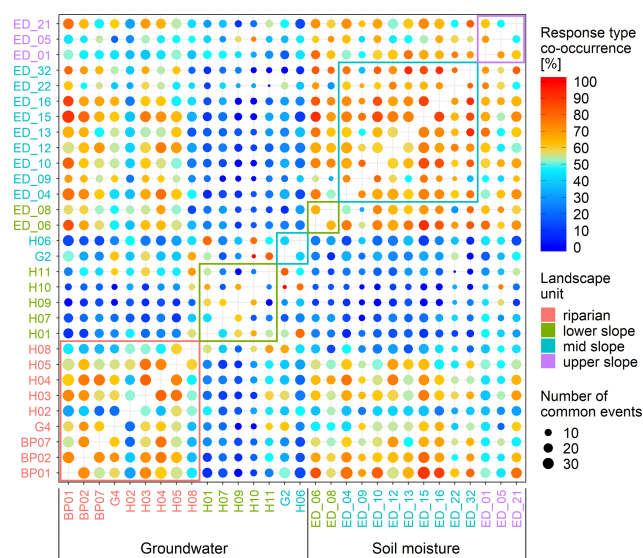 ED_21
ED_05
ED_01
ED_32
ED_22
ED_16
ED_15
ED_13
ED_12
ED_10
ED_09
ED_04
ED_08
ED_06
H06
G2
H11
H10
H09
H07
H01
H08
H05
H04
H03
H02
G4
BP07
BP02
BP01
BP01 BP02 BP07 G4 H02 H03 H04 H05 H08 H01 H07 H09 H10 H11 G2 H06 ED_06 ED_08 ED_04 ED_09 ED_10 ED_12 ED_13 ED_15 ED_16 ED_22 ED_32 ED_01 ED_05 ED_21
Groundwater Soil moisture
Response type
co-occurrence
[%]
100
90
80
70
60
50
40
30
20
10
0
Landscape
unit
riparian
lower slope
mid slope
upper slope
Number of
common events
10
20
30